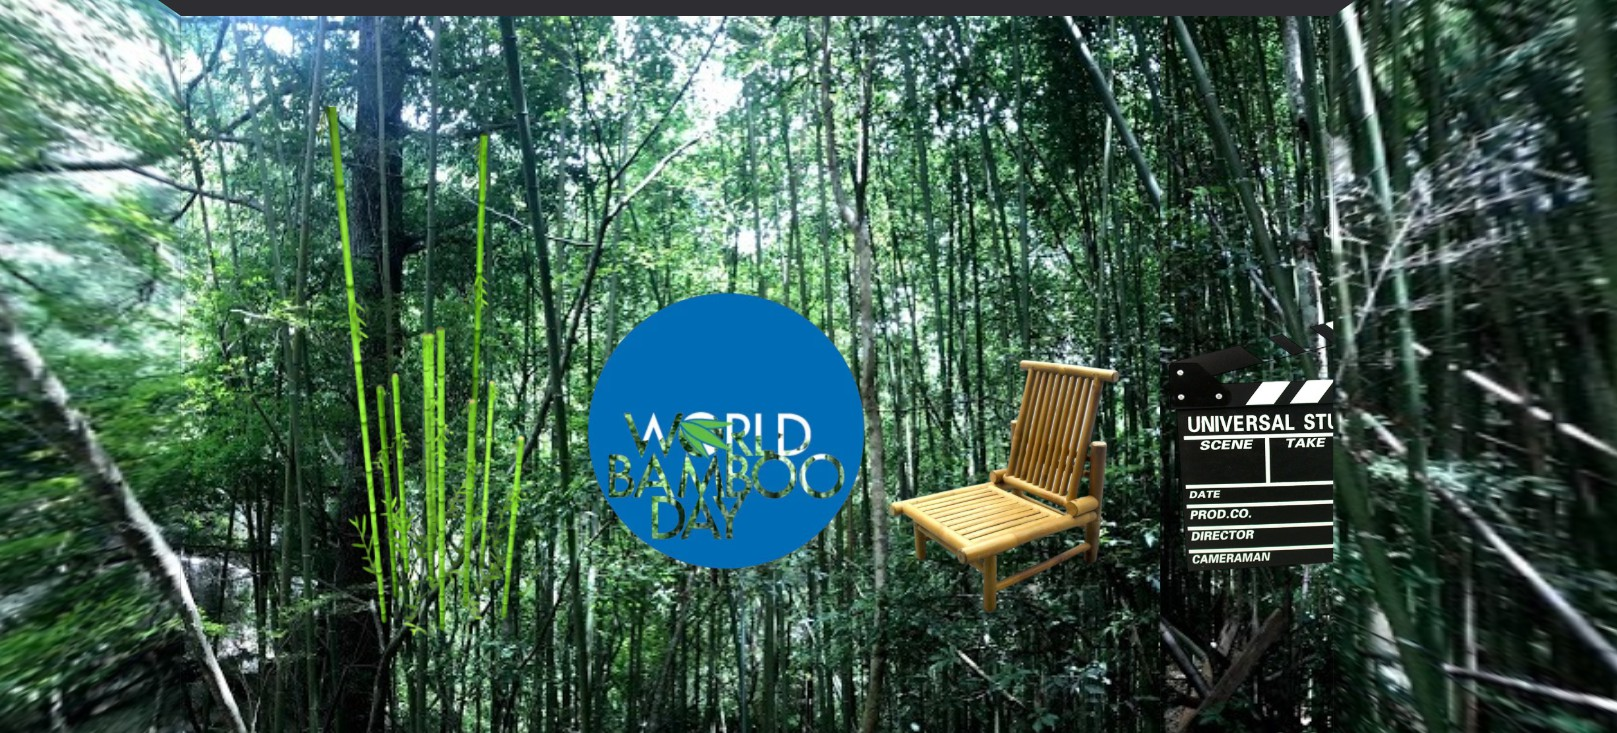 WORLD
BAMBOO
DAY
UNIVERSAL STU
SCENE TAKE
DATE
PROD.CO.
DIRECTOR
CAMERAMAN